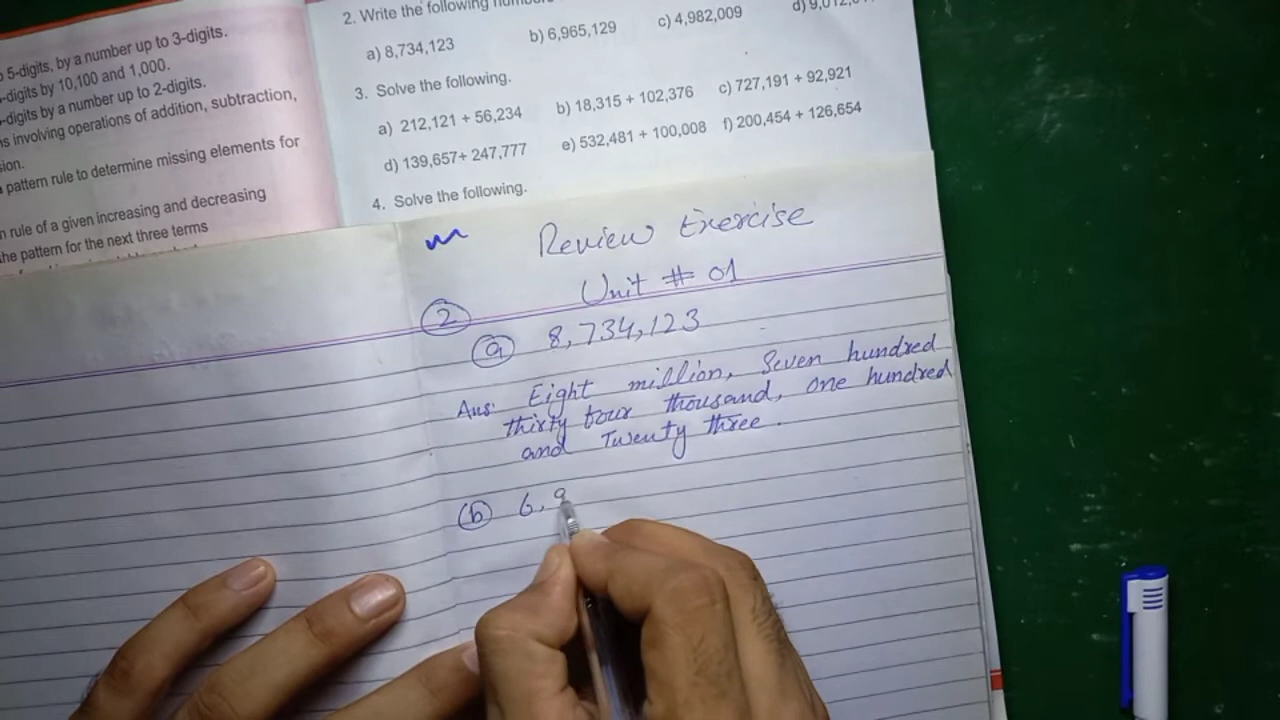 5-digits, by a number up to 3-digits.
-digits by 10,100 and 1,000.
-digits by a number up to 2-digits.
involving operations of addition, subtraction,
pattern rule to determine missing elements for
rule of a given increasing and decreasing
the pattern for the next three terms
2. Write the following
a) 8,734,123 b) 6,965,129 c) 4,982,009 d)
3. Solve the following.
a) 212,121 + 56,234 b) 18,315 + 102,376 c) 727,191 + 92,921
d) 139,657+ 247,777 e) 532,481 + 100,008 f) 200,454 + 126,654
4. Solve the following.
Review Exercise
Unit # 01
2
a 8,734,123
Ans: Eight million, Seven hundred
thirty four thousand, one hundred
and Twenty three.
b 6,9